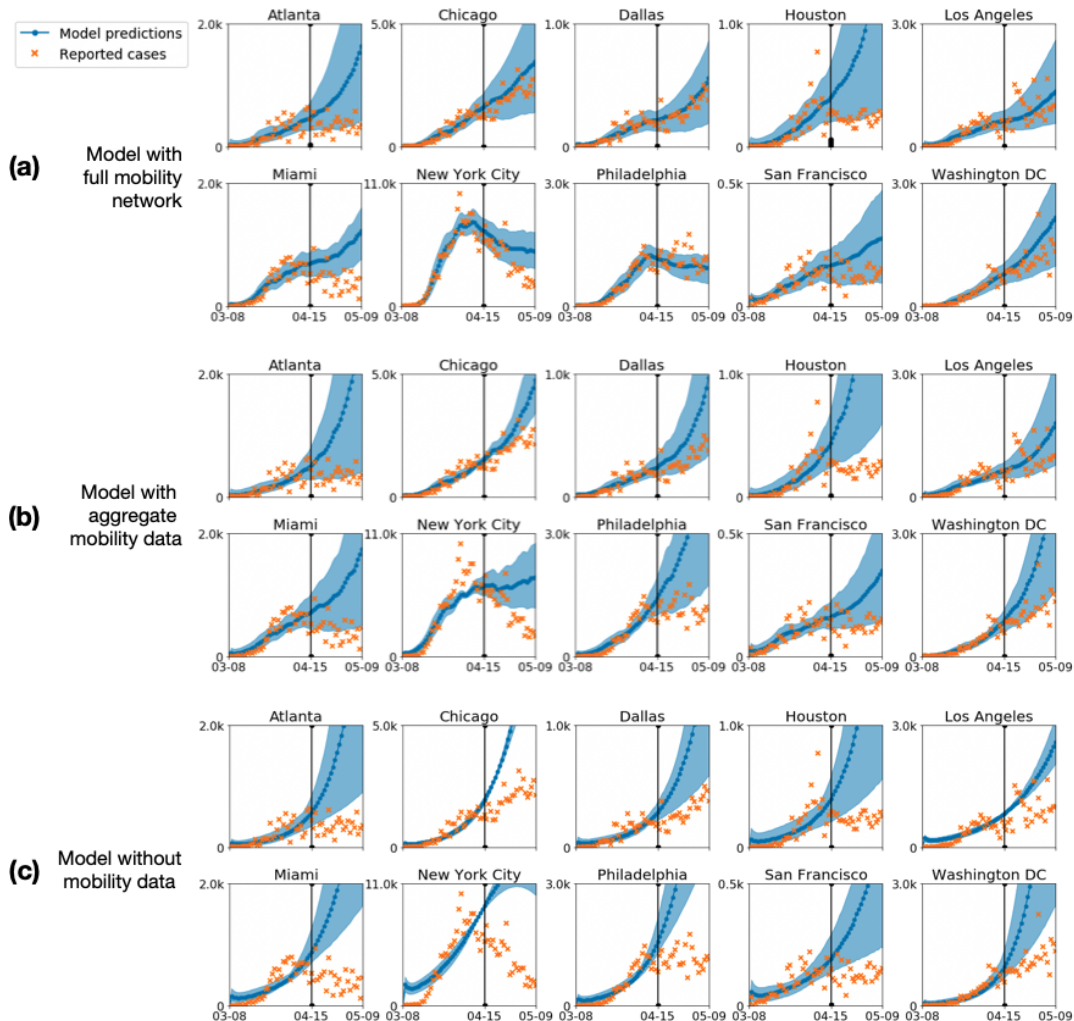 Model predictions
Reported cases
(a)
Model with
full mobility
network
Atlanta Chicago Dallas Houston Los Angeles
2.0k 5.0k 1.0k 1.0k 3.0k
0 0 0 0 0
Miami New York City Philadelphia San Francisco Washington DC
2.0k 11.0k 3.0k 0.5k 3.0k
0 0 0 0 0
03-08 04-15 05-09 03-08 04-15 05-09 03-08 04-15 05-09 03-08 04-15 05-09 03-08 04-15 05-09
(b)
Model with
aggregate
mobility data
Atlanta Chicago Dallas Houston Los Angeles
2.0k 5.0k 1.0k 1.0k 3.0k
0 0 0 0 0
Miami New York City Philadelphia San Francisco Washington DC
2.0k 11.0k 3.0k 0.5k 3.0k
0 0 0 0 0
03-08 04-15 05-09 03-08 04-15 05-09 03-08 04-15 05-09 03-08 04-15 05-09 03-08 04-15 05-09
(c)
Model without
mobility data
Atlanta Chicago Dallas Houston Los Angeles
2.0k 5.0k 1.0k 1.0k 3.0k
0 0 0 0 0
Miami New York City Philadelphia San Francisco Washington DC
2.0k 11.0k 3.0k 0.5k 3.0k
0 0 0 0 0
03-08 04-15 05-09 03-08 04-15 05-09 03-08 04-15 05-09 03-08 04-15 05-09 03-08 04-15 05-09